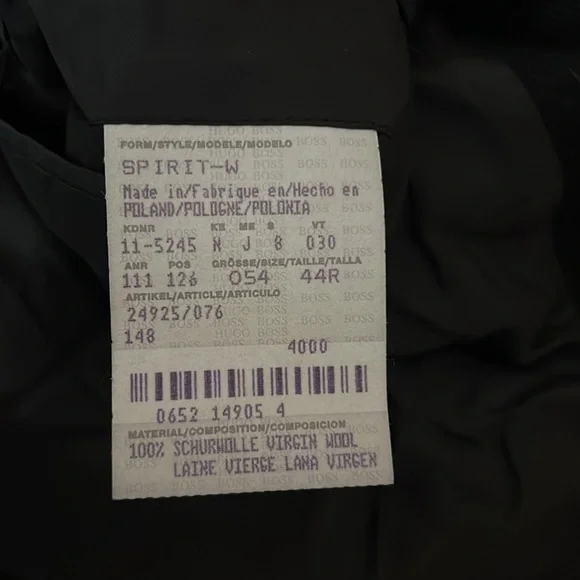 FORM/STYLE/MODELE/MODELO
SPIRIT-W
Made in/Fabrique en/Hecho en
POLAND/POLOGNE/POLONIA
KDNR KE ME S VT
11-5245 N J 8 030
ANR POS GRÖSSE/SIZE/TAILLE/TALLA
111 126 054 44R
ARTIKEL/ARTICLE/ARTICULO
24925/076
148
4000
0652 14905 4
MATERIAL/COMPOSITION/COMPOSICION
100% SCHURWOLLE VIRGIN WOOL
LAINE VIERGE LANA VIRGEN